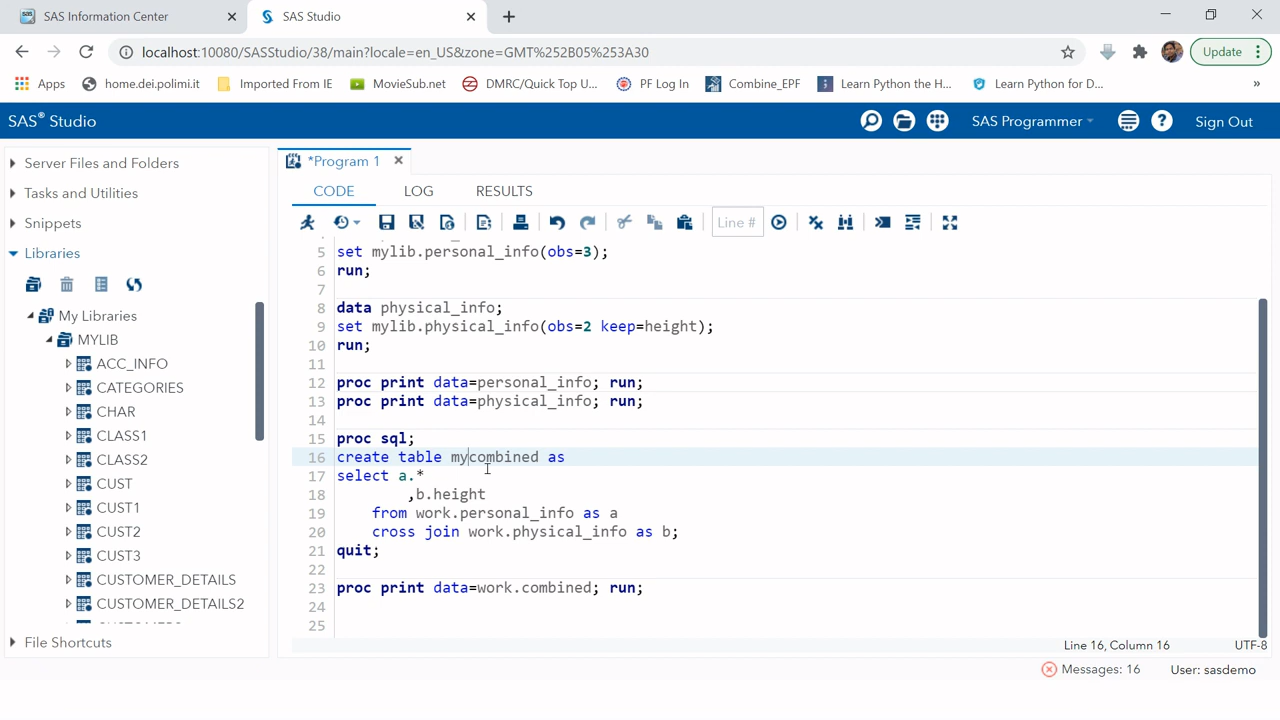 SAS Information Center
SAS Studio
localhost:10080/SASStudio/38/main?locale=en_US&zone=GMT%252B05%253A30
Update
Apps
home.dei.polimi.it
Imported From IE
MovieSub.net
DMRC/Quick Top U...
PF Log In
Combine_EPF
Learn Python the H...
Learn Python for D...
»
SAS® Studio
SAS Programmer
Sign Out
Server Files and Folders
Tasks and Utilities
Snippets
Libraries
My Libraries
MYLIB
ACC_INFO
CATEGORIES
CHAR
CLASS1
CLASS2
CUST
CUST1
CUST2
CUST3
CUSTOMER_DETAILS
CUSTOMER_DETAILS2
File Shortcuts
*Program 1
CODE LOG RESULTS
Line #
5 set mylib.personal_info(obs=3);
6 run;
7
8 data physical_info;
9 set mylib.physical_info(obs=2 keep=height);
10 run;
11
12 proc print data=personal_info; run;
13 proc print data=physical_info; run;
14
15 proc sql;
16 create table mycombined as
17 select a.*
18 ,b.height
19 from work.personal_info as a
20 cross join work.physical_info as b;
21 quit;
22
23 proc print data=work.combined; run;
24
25
Line 16, Column 16
UTF-8
Messages: 16
User: sasdemo